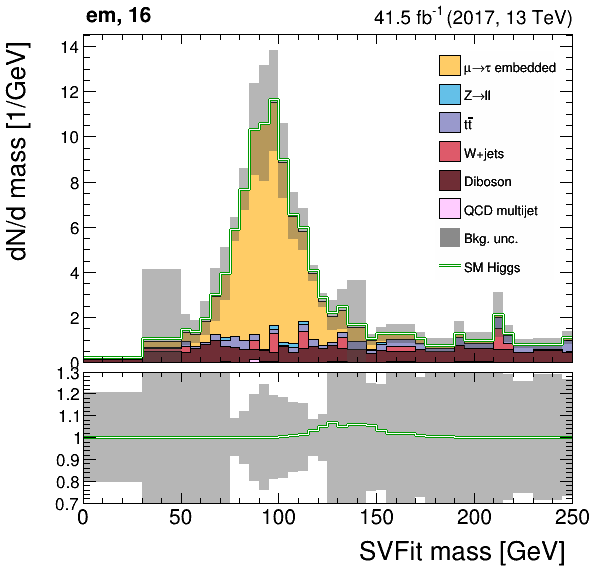 em, 16
41.5 fb⁻¹ (2017, 13 TeV)
dN/d mass [1/GeV]
14
12
10
8
6
4
2
0
μ→τ embedded
Z→ll
tt̅
W+jets
Diboson
QCD multijet
Bkg. unc.
SM Higgs
1.3
1.2
1.1
1
0.9
0.8
0.7
0 50 100 150 200 250
SVFit mass [GeV]